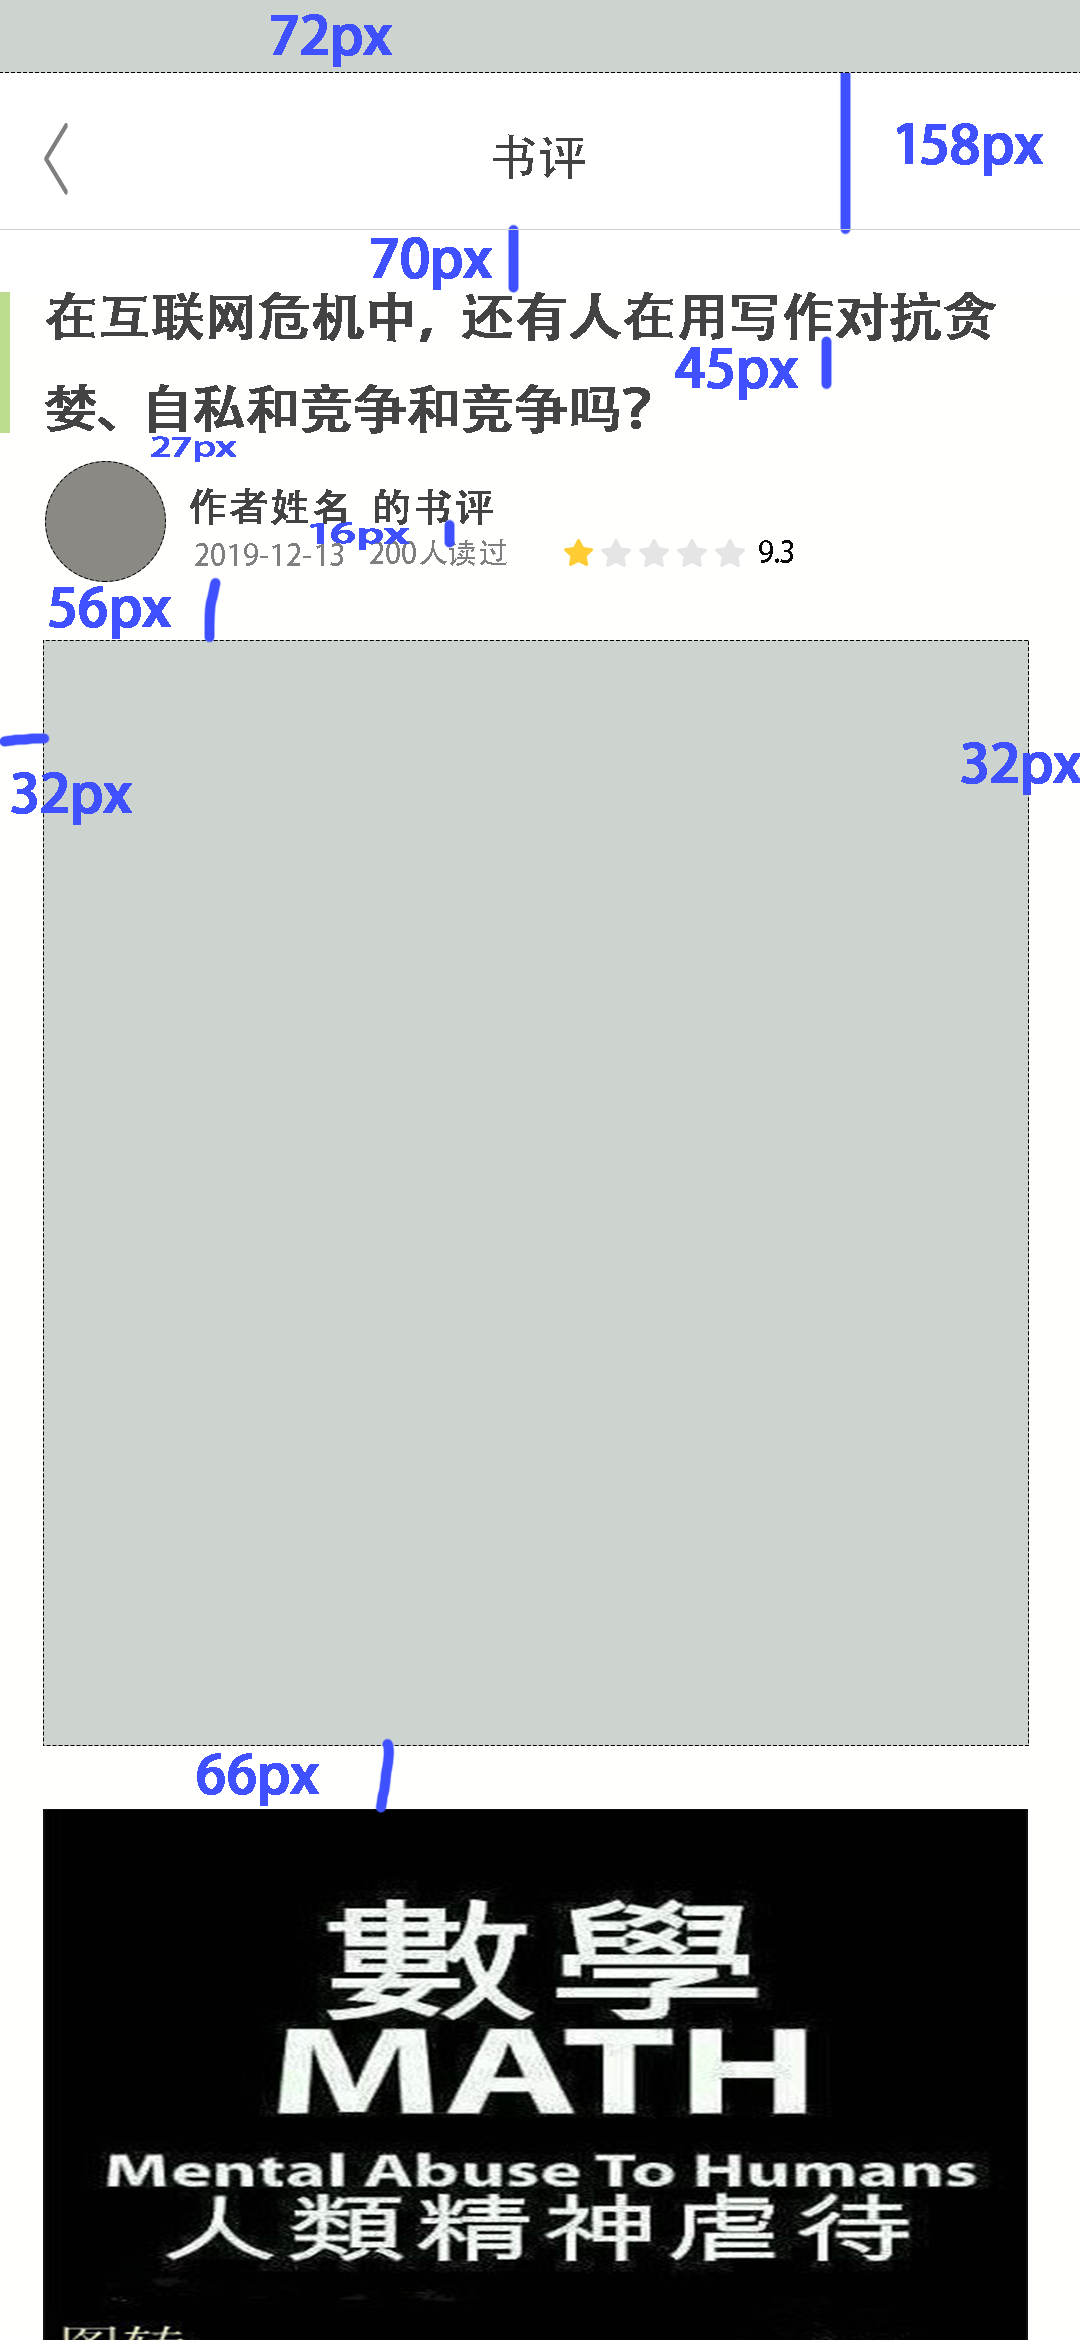 72px
书评
158px
70px
在互联网危机中，还有人在用写作对抗贪
45px
婪、自私和竞争和竞争吗？
27px
作者姓名 的书评
16px
2019-12-13 200人读过 9.3
56px
32px
32px
66px
數學
MATH
Mental Abuse To Humans
人類精神虐待